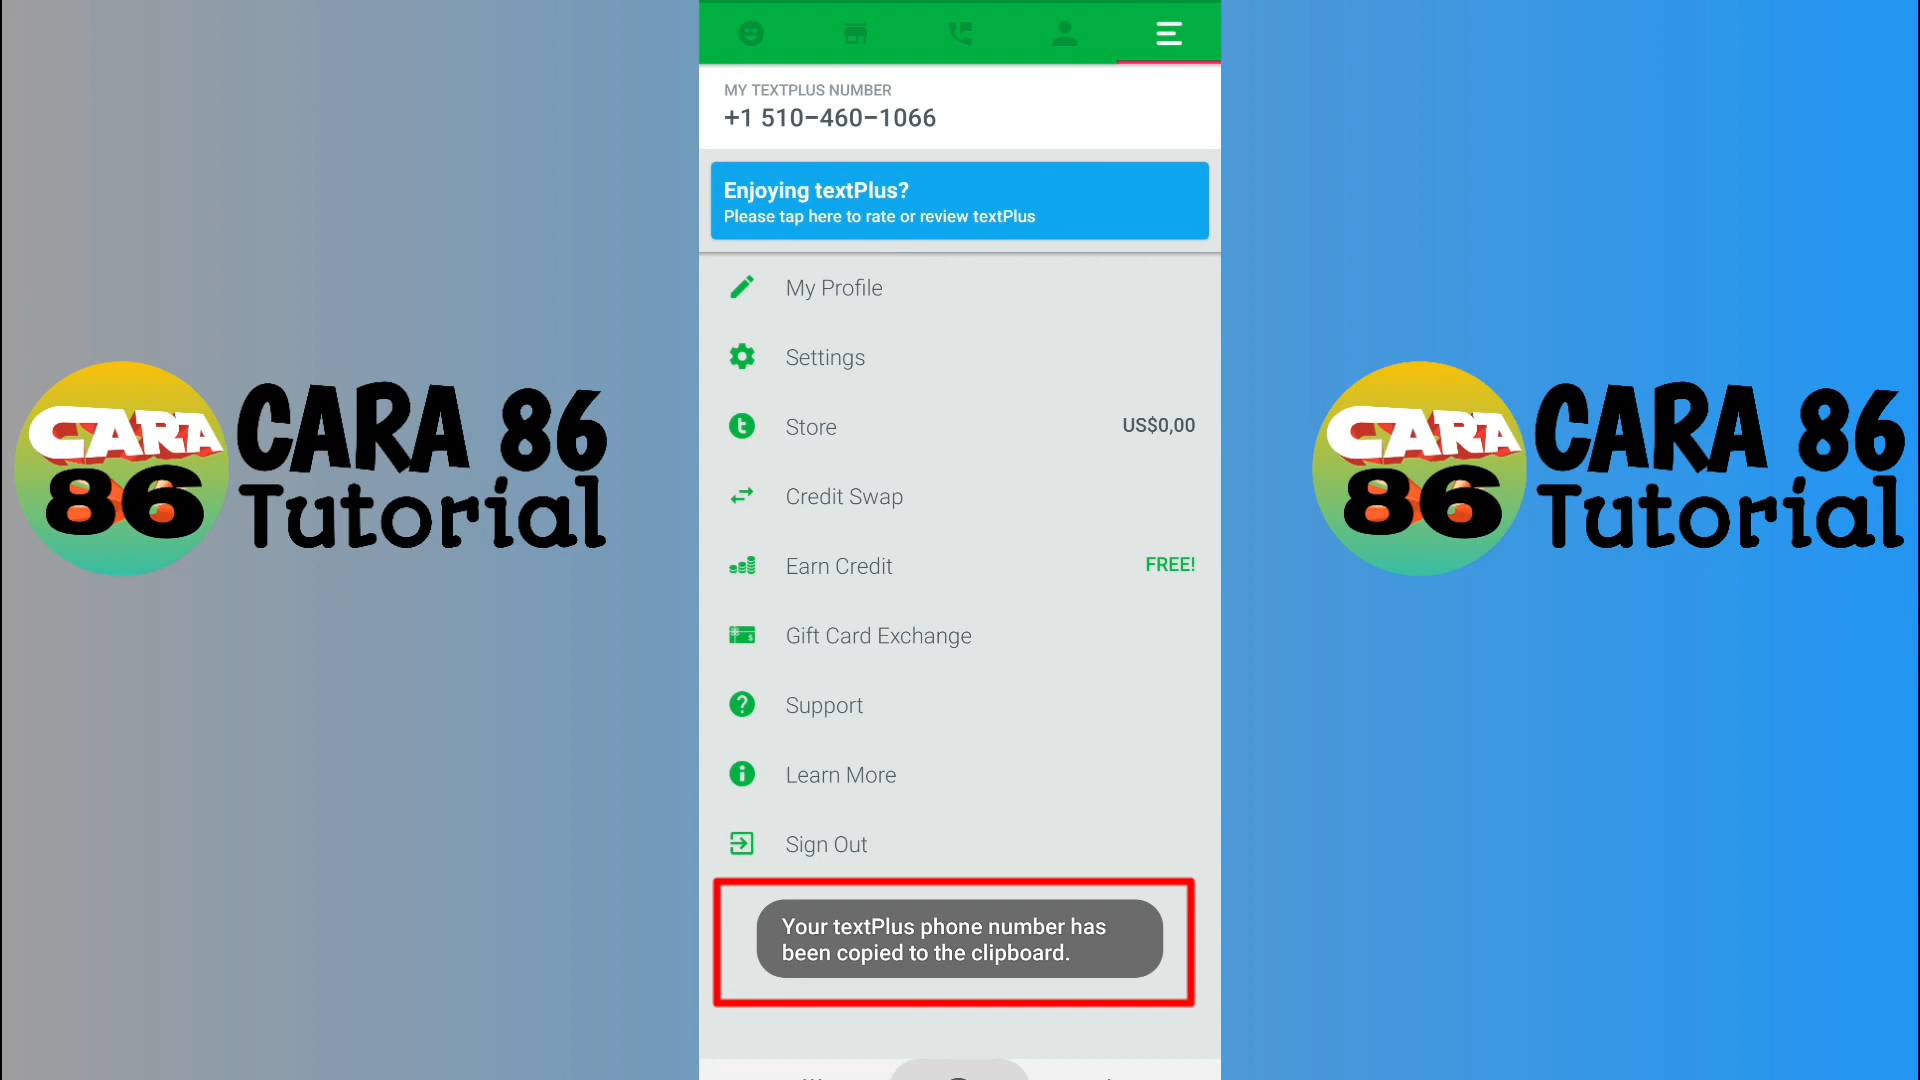 MY TEXTPLUS NUMBER
+1 510-460-1066
Enjoying textPlus?
Please tap here to rate or review textPlus
My Profile
Settings
Store US$0,00
Credit Swap
Earn Credit FREE!
Gift Card Exchange
Support
Learn More
Sign Out
Your textPlus phone number has
been copied to the clipboard.
CARA
86
CARA 86
Tutorial
CARA
86
CARA 86
Tutorial